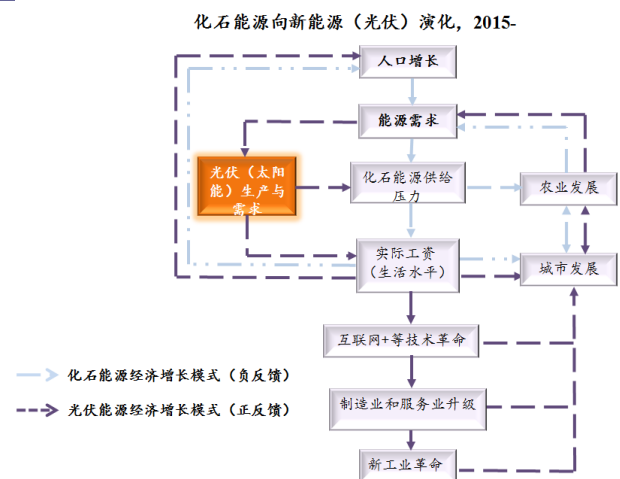 化石能源向新能源（光伏）演化，2015-
人口增长
能源需求
光伏（太阳
能）生产与
需求
化石能源供给
压力
农业发展
实际工资
（生活水平）
城市发展
互联网+等技术革命
化石能源经济增长模式（负反馈）
制造业和服务业升级
光伏能源经济增长模式（正反馈）
新工业革命